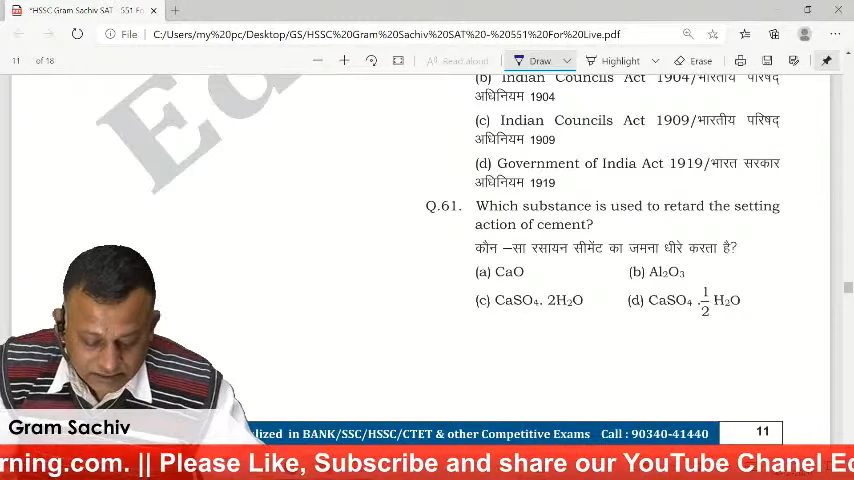 *HSSC Gram Sachiv SAT - 551 Fo
File
C:/Users/my%20pc/Desktop/GS/HSSC%20Gram%20Sachiv%20SAT%20-%20551%20For%20Live.pdf
11 of 18
Read aloud
Draw
Highlight
Erase
Ed
(b) Indian Councils Act 1904/भारतीय परिषद्
अधिनियम 1904
(c) Indian Councils Act 1909/भारतीय परिषद्
अधिनियम 1909
(d) Government of India Act 1919/भारत सरकार
अधिनियम 1919
Q.61. Which substance is used to retard the setting
action of cement?
कौन –सा रसायन सीमेंट का जमना धीरे करता है?
(a) CaO (b) Al₂O₃
(c) CaSO₄. 2H₂O (d) CaSO₄ .1/2 H₂O
Gram Sachiv
lized in BANK/SSC/HSSC/CTET & other Competitive Exams Call : 90340-41440
11
rning.com. || Please Like, Subscribe and share our YouTube Chanel Ed